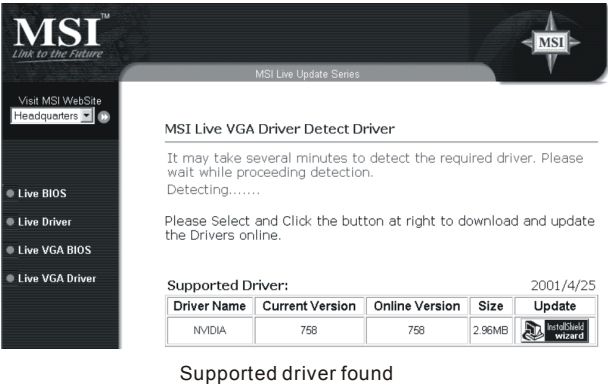 MSI™
Link to the Future
MSI
MSI Live Update Series
Visit MSI WebSite
Headquarters
Live BIOS
Live Driver
Live VGA BIOS
Live VGA Driver
MSI Live VGA Driver Detect Driver
It may take several minutes to detect the required driver. Please
wait while proceeding detection.
Detecting.......
Please Select and Click the button at right to download and update
the Drivers online.
Supported Driver: 2001/4/25
Driver Name Current Version Online Version Size Update
NVIDIA 758 758 2.96MB InstallShield wizard
Supported driver found